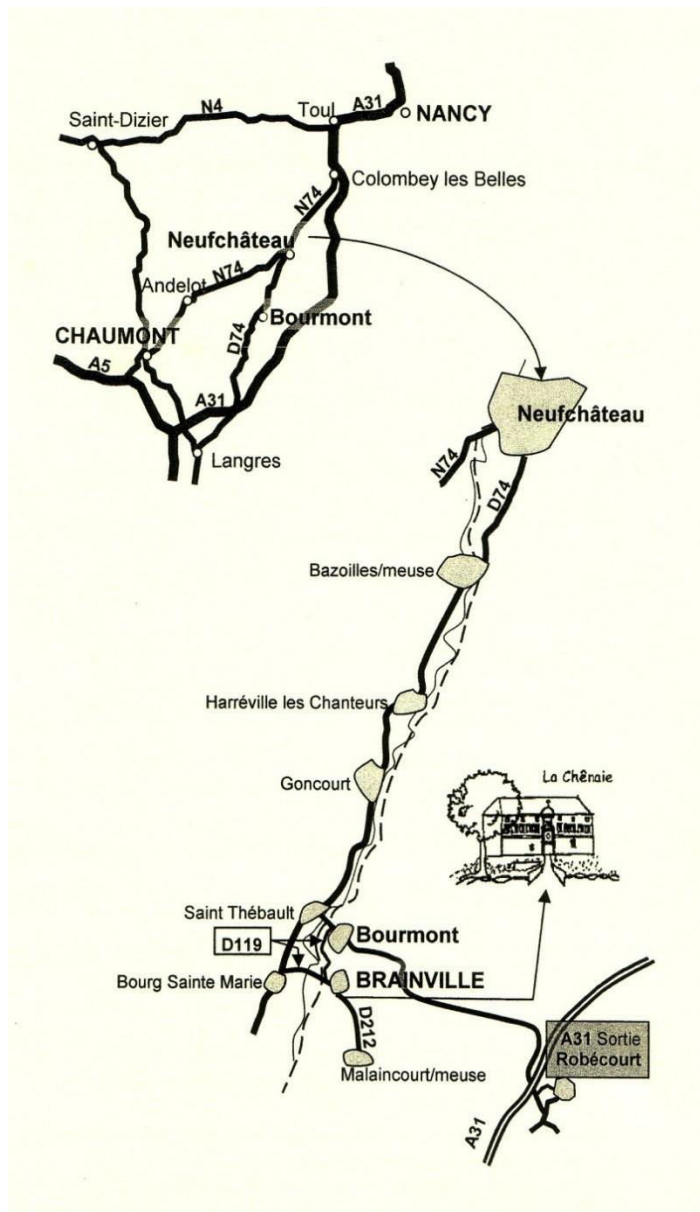 N4
Toul
A31
NANCY
Saint-Dizier
Colombey les Belles
N74
Neufchâteau
N74
Andelot
Bourmont
D74
CHAUMONT
A5
A31
Langres
Neufchâteau
N74
D74
Bazoilles/meuse
Harréville les Chanteurs
Goncourt
La Chênaie
Saint Thébault
Bourmont
D119
Bourg Sainte Marie
BRAINVILLE
D212
Malaincourt/meuse
A31 Sortie
Robécourt
A31